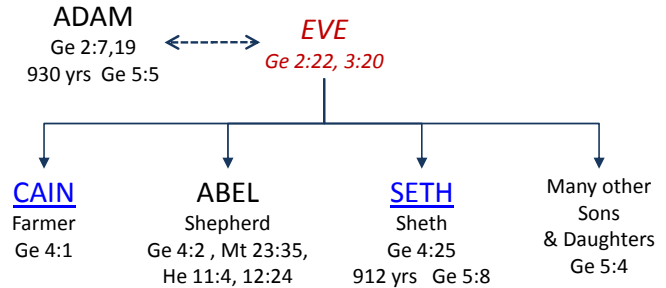 ADAM
Ge 2:7,19
930 yrs Ge 5:5
EVE
Ge 2:22, 3:20
CAIN
Farmer
Ge 4:1
ABEL
Shepherd
Ge 4:2 , Mt 23:35,
He 11:4, 12:24
SETH
Sheth
Ge 4:25
912 yrs Ge 5:8
Many other
Sons
& Daughters
Ge 5:4